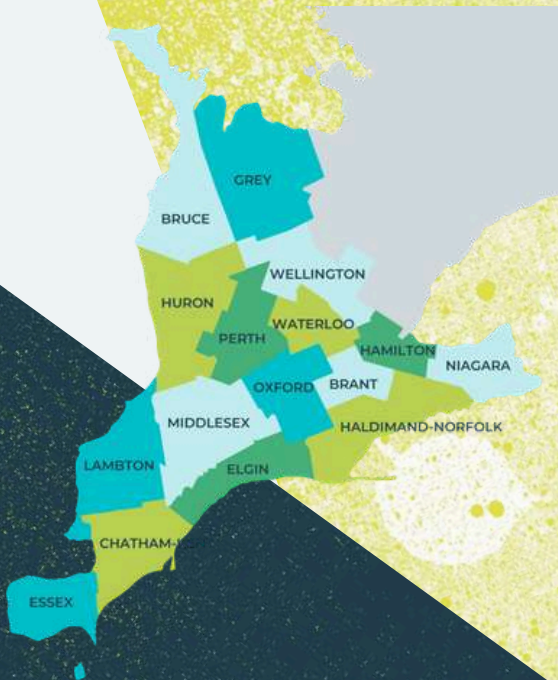 GREY
BRUCE
WELLINGTON
HURON
WATERLOO
PERTH
HAMILTON
NIAGARA
OXFORD
BRANT
MIDDLESEX
HALDIMAND-NORFOLK
LAMBTON
ELGIN
CHATHAM-
ESSEX